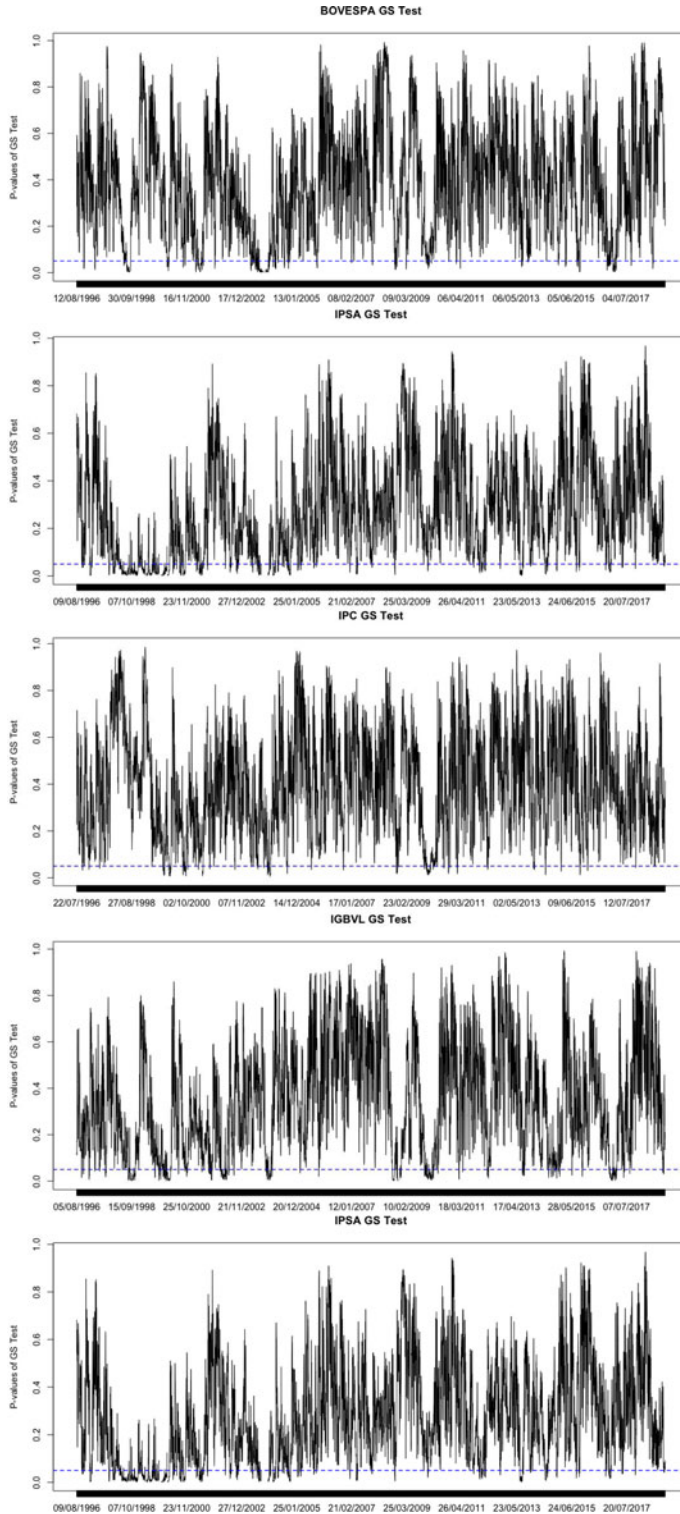 BOVESPA GS Test
P-values of GS Test
1.0
0.8
0.6
0.4
0.2
0.0
12/08/1996 30/09/1998 16/11/2000 17/12/2002 13/01/2005 08/02/2007 09/03/2009 06/04/2011 06/05/2013 05/06/2015 04/07/2017
IPSA GS Test
P-values of GS Test
1.0
0.8
0.6
0.4
0.2
0.0
09/08/1996 07/10/1998 23/11/2000 27/12/2002 25/01/2005 21/02/2007 25/03/2009 26/04/2011 23/05/2013 24/06/2015 20/07/2017
IPC GS Test
P-values of GS Test
1.0
0.8
0.6
0.4
0.2
0.0
22/07/1996 27/08/1998 02/10/2000 07/11/2002 14/12/2004 17/01/2007 23/02/2009 29/03/2011 02/05/2013 09/06/2015 12/07/2017
IGBVL GS Test
P-values of GS Test
1.0
0.8
0.6
0.4
0.2
0.0
05/08/1996 15/09/1998 25/10/2000 21/11/2002 20/12/2004 12/01/2007 10/02/2009 18/03/2011 17/04/2013 28/05/2015 07/07/2017
IPSA GS Test
P-values of GS Test
1.0
0.8
0.6
0.4
0.2
0.0
09/08/1996 07/10/1998 23/11/2000 27/12/2002 25/01/2005 21/02/2007 25/03/2009 26/04/2011 23/05/2013 24/06/2015 20/07/2017